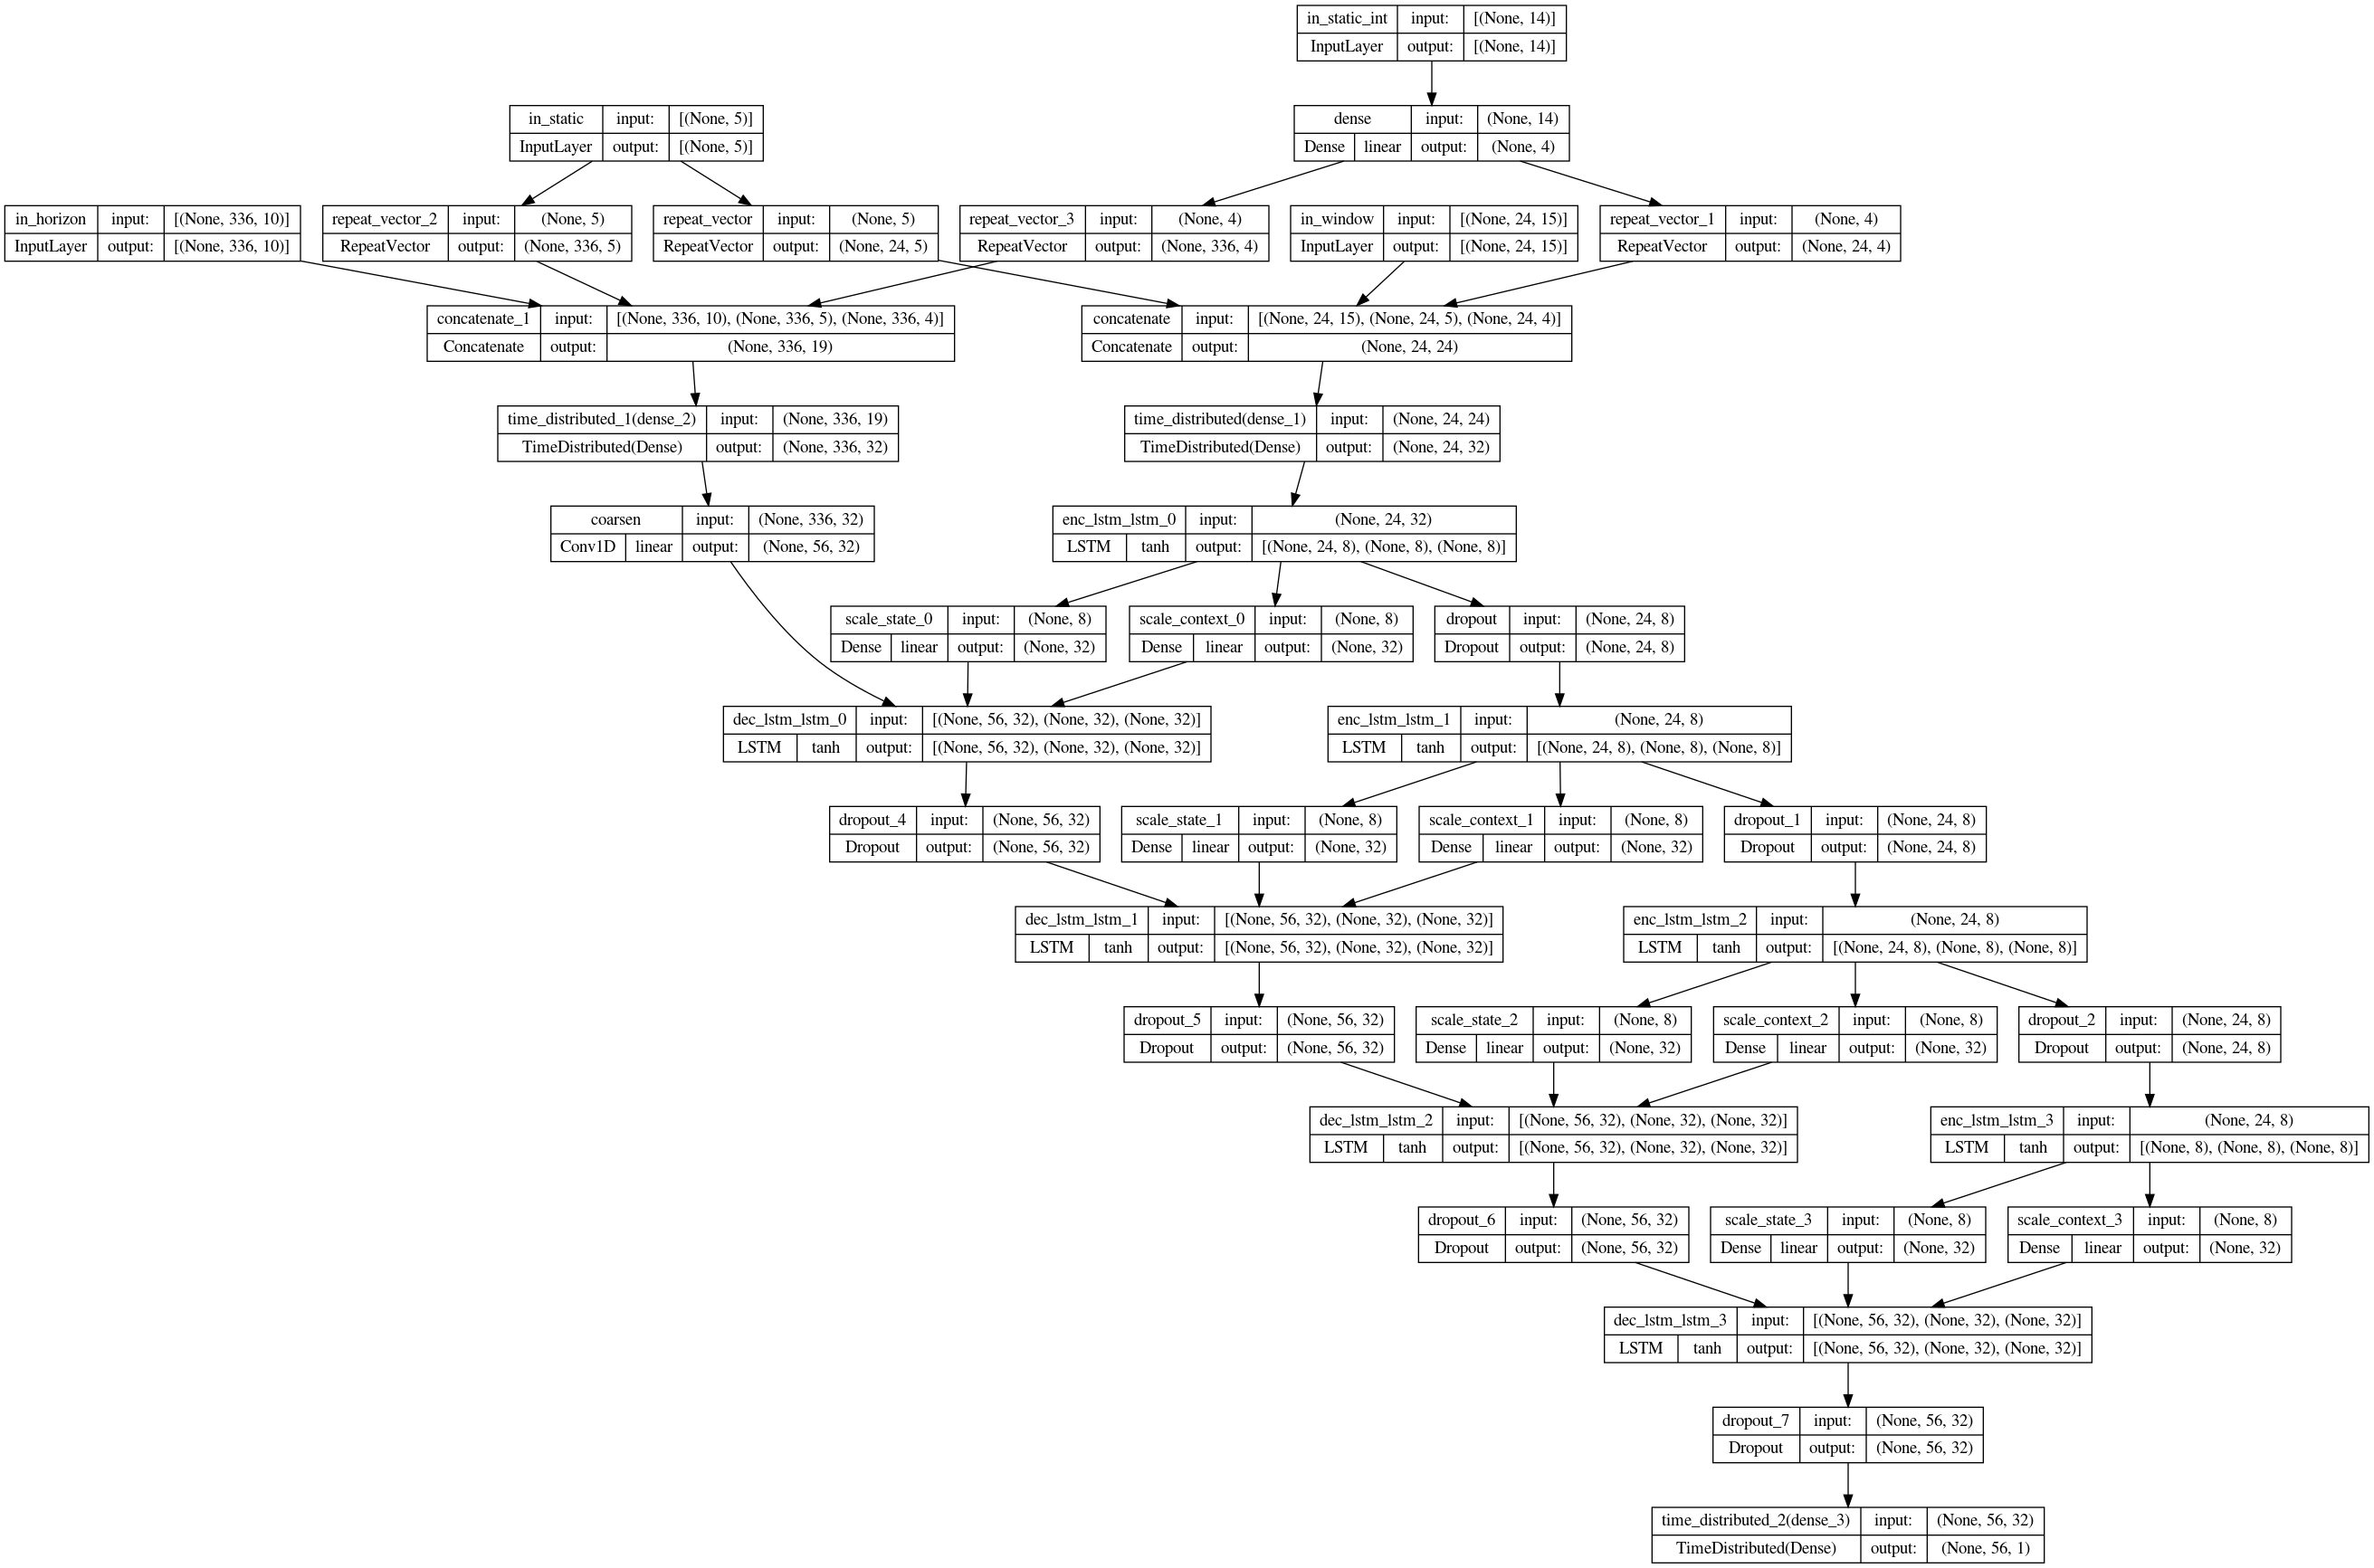 in_static_int input: [(None, 14)]
InputLayer output: [(None, 14)]
in_static input: [(None, 5)]
InputLayer output: [(None, 5)]
dense input: (None, 14)
Dense linear output: (None, 4)
in_horizon input: [(None, 336, 10)]
InputLayer output: [(None, 336, 10)]
repeat_vector_2 input: (None, 5)
RepeatVector output: (None, 336, 5)
repeat_vector input: (None, 5)
RepeatVector output: (None, 24, 5)
repeat_vector_3 input: (None, 4)
RepeatVector output: (None, 336, 4)
in_window input: [(None, 24, 15)]
InputLayer output: [(None, 24, 15)]
repeat_vector_1 input: (None, 4)
RepeatVector output: (None, 24, 4)
concatenate_1 input: [(None, 336, 10), (None, 336, 5), (None, 336, 4)]
Concatenate output: (None, 336, 19)
concatenate input: [(None, 24, 15), (None, 24, 5), (None, 24, 4)]
Concatenate output: (None, 24, 24)
time_distributed_1(dense_2) input: (None, 336, 19)
TimeDistributed(Dense) output: (None, 336, 32)
time_distributed(dense_1) input: (None, 24, 24)
TimeDistributed(Dense) output: (None, 24, 32)
coarsen input: (None, 336, 32)
Conv1D linear output: (None, 56, 32)
enc_lstm_lstm_0 input: (None, 24, 32)
LSTM tanh output: [(None, 24, 8), (None, 8), (None, 8)]
scale_state_0 input: (None, 8)
Dense linear output: (None, 32)
scale_context_0 input: (None, 8)
Dense linear output: (None, 32)
dropout input: (None, 24, 8)
Dropout output: (None, 24, 8)
dec_lstm_lstm_0 input: [(None, 56, 32), (None, 32), (None, 32)]
LSTM tanh output: [(None, 56, 32), (None, 32), (None, 32)]
enc_lstm_lstm_1 input: (None, 24, 8)
LSTM tanh output: [(None, 24, 8), (None, 8), (None, 8)]
dropout_4 input: (None, 56, 32)
Dropout output: (None, 56, 32)
scale_state_1 input: (None, 8)
Dense linear output: (None, 32)
scale_context_1 input: (None, 8)
Dense linear output: (None, 32)
dropout_1 input: (None, 24, 8)
Dropout output: (None, 24, 8)
dec_lstm_lstm_1 input: [(None, 56, 32), (None, 32), (None, 32)]
LSTM tanh output: [(None, 56, 32), (None, 32), (None, 32)]
enc_lstm_lstm_2 input: (None, 24, 8)
LSTM tanh output: [(None, 24, 8), (None, 8), (None, 8)]
dropout_5 input: (None, 56, 32)
Dropout output: (None, 56, 32)
scale_state_2 input: (None, 8)
Dense linear output: (None, 32)
scale_context_2 input: (None, 8)
Dense linear output: (None, 32)
dropout_2 input: (None, 24, 8)
Dropout output: (None, 24, 8)
dec_lstm_lstm_2 input: [(None, 56, 32), (None, 32), (None, 32)]
LSTM tanh output: [(None, 56, 32), (None, 32), (None, 32)]
enc_lstm_lstm_3 input: (None, 24, 8)
LSTM tanh output: [(None, 8), (None, 8), (None, 8)]
dropout_6 input: (None, 56, 32)
Dropout output: (None, 56, 32)
scale_state_3 input: (None, 8)
Dense linear output: (None, 32)
scale_context_3 input: (None, 8)
Dense linear output: (None, 32)
dec_lstm_lstm_3 input: [(None, 56, 32), (None, 32), (None, 32)]
LSTM tanh output: [(None, 56, 32), (None, 32), (None, 32)]
dropout_7 input: (None, 56, 32)
Dropout output: (None, 56, 32)
time_distributed_2(dense_3) input: (None, 56, 32)
TimeDistributed(Dense) output: (None, 56, 1)